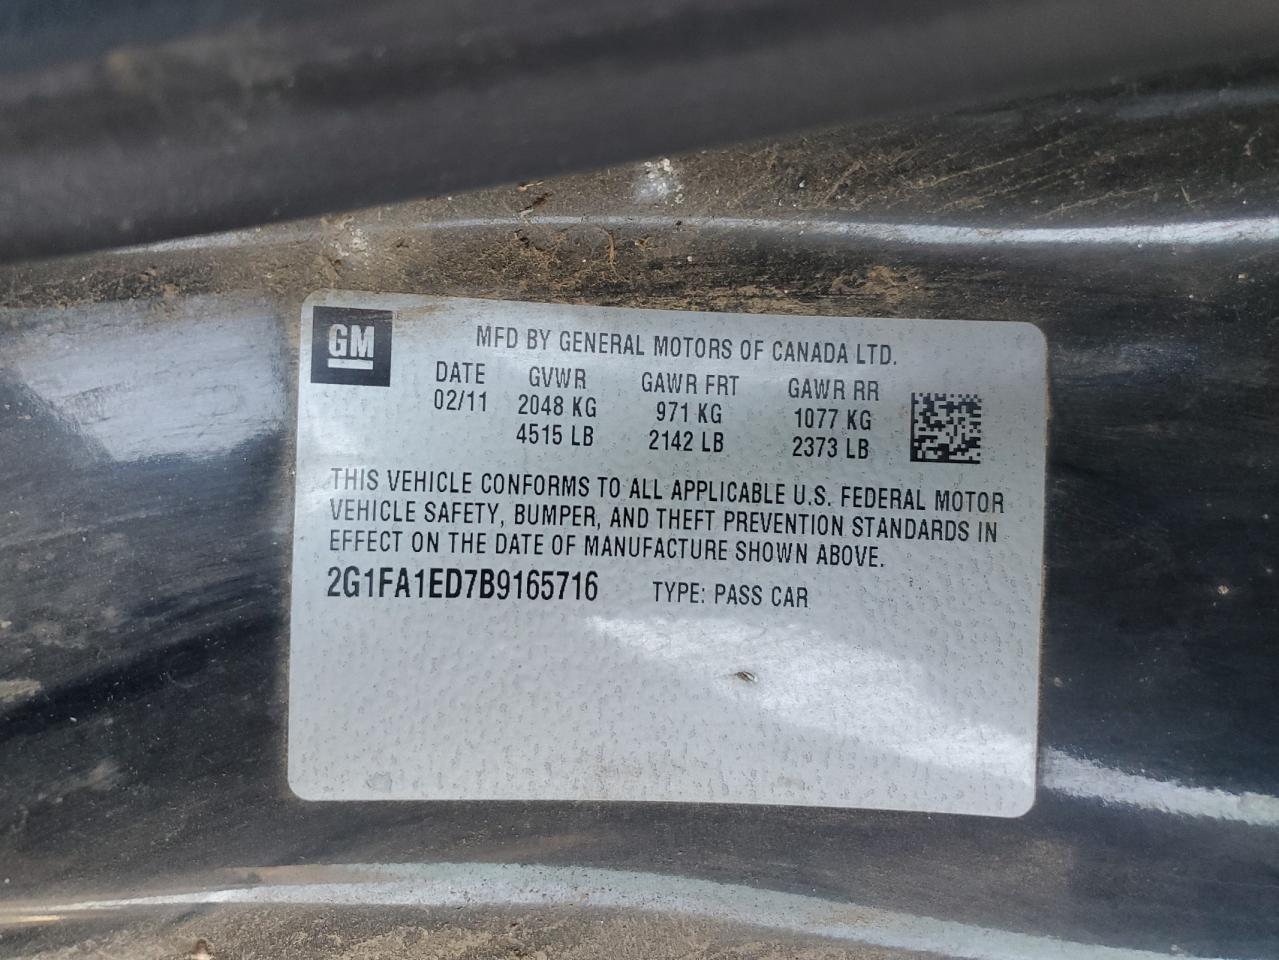 GM
MFD BY GENERAL MOTORS OF CANADA LTD.
DATE GVWR GAWR FRT GAWR RR
02/11 2048 KG 971 KG 1077 KG
4515 LB 2142 LB 2373 LB
THIS VEHICLE CONFORMS TO ALL APPLICABLE U.S. FEDERAL MOTOR
VEHICLE SAFETY, BUMPER, AND THEFT PREVENTION STANDARDS IN
EFFECT ON THE DATE OF MANUFACTURE SHOWN ABOVE.
2G1FA1ED7B9165716 TYPE: PASS CAR